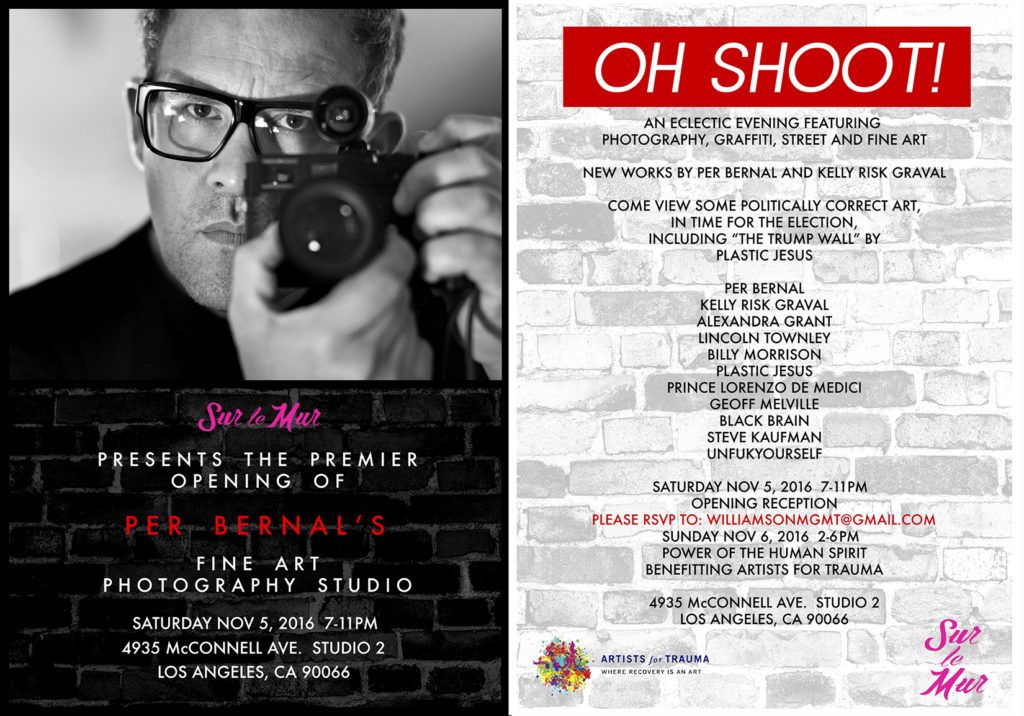 Sur le Mur
PRESENTS THE PREMIER
OPENING OF
PER BERNAL'S
FINE ART
PHOTOGRAPHY STUDIO
SATURDAY NOV 5, 2016 7-11PM
4935 McCONNELL AVE. STUDIO 2
LOS ANGELES, CA 90066
OH SHOOT!
AN ECLECTIC EVENING FEATURING
PHOTOGRAPHY, GRAFFITI, STREET AND FINE ART
NEW WORKS BY PER BERNAL AND KELLY RISK GRAVAL
COME VIEW SOME POLITICALLY CORRECT ART,
IN TIME FOR THE ELECTION,
INCLUDING “THE TRUMP WALL” BY
PLASTIC JESUS
PER BERNAL
KELLY RISK GRAVAL
ALEXANDRA GRANT
LINCOLN TOWNLEY
BILLY MORRISON
PLASTIC JESUS
PRINCE LORENZO DE MEDICI
GEOFF MELVILLE
BLACK BRAIN
STEVE KAUFMAN
UNFUKYOURSELF
SATURDAY NOV 5, 2016 7-11PM
OPENING RECEPTION
PLEASE RSVP TO: WILLIAMSONMGMT@GMAIL.COM
SUNDAY NOV 6, 2016 2-6PM
POWER OF THE HUMAN SPIRIT
BENEFITTING ARTISTS FOR TRAUMA
4935 McCONNELL AVE. STUDIO 2
LOS ANGELES, CA 90066
ARTISTS for TRAUMA
WHERE RECOVERY IS AN ART
Sur
le
Mur